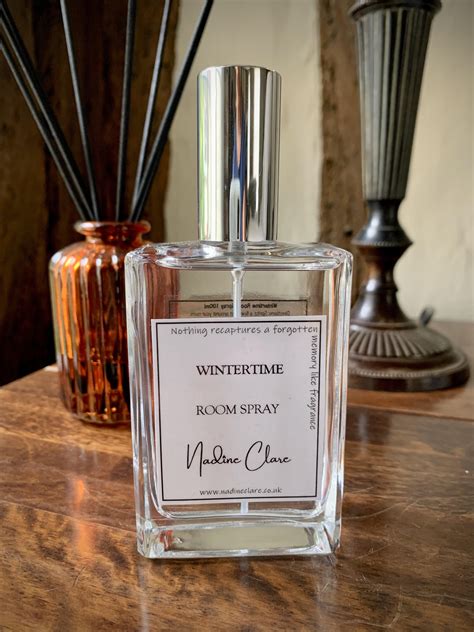 Nothing recaptures a forgotten
memory like fragrance
WINTERTIME
ROOM SPRAY
Nadine Clare
www.nadineclare.co.uk